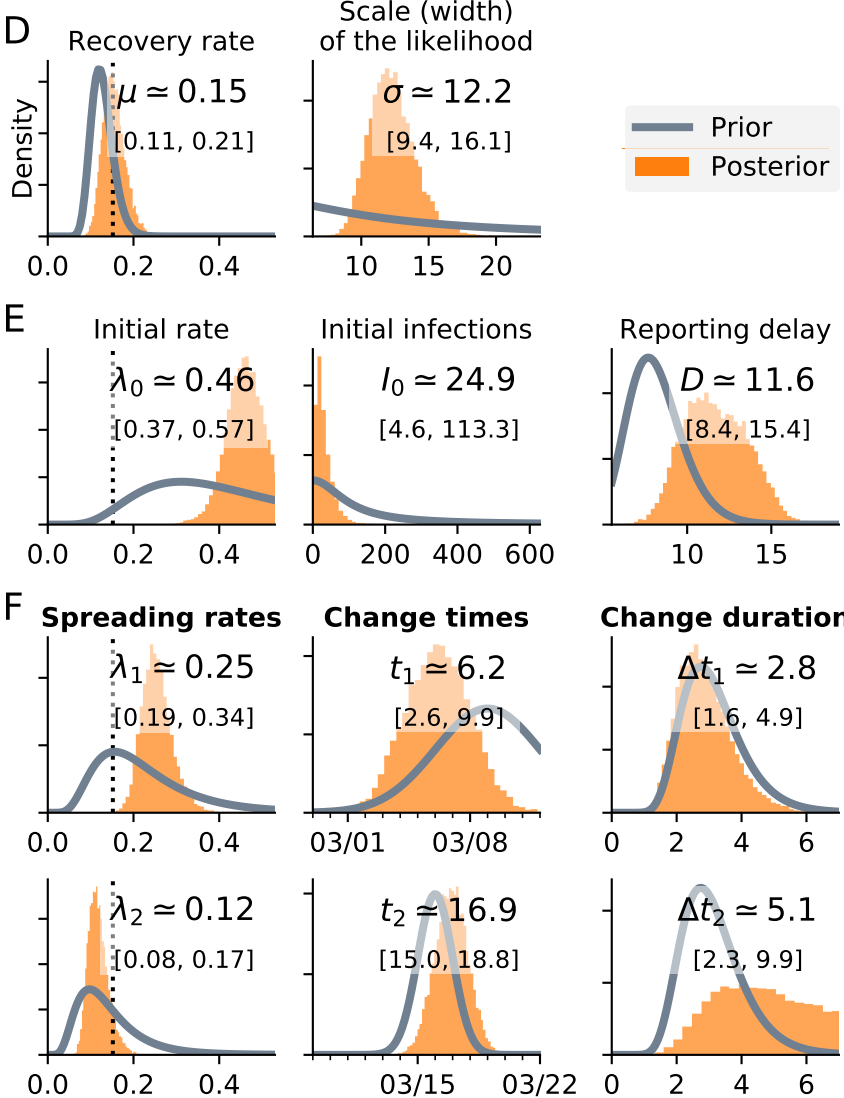 D
Recovery rate
Scale (width)
of the likelihood
Density
μ ≃ 0.15
[0.11, 0.21]
0.0 0.2 0.4
σ ≃ 12.2
[9.4, 16.1]
10 15 20
Prior
Posterior
E
Initial rate
λ0 ≃ 0.46
[0.37, 0.57]
0.0 0.2 0.4
Initial infections
I0 ≃ 24.9
[4.6, 113.3]
0 200 400 600
Reporting delay
D ≃ 11.6
[8.4, 15.4]
10 15
F
Spreading rates
λ1 ≃ 0.25
[0.19, 0.34]
0.0 0.2 0.4
Change times
t1 ≃ 6.2
[2.6, 9.9]
03/01 03/08
Change duration
Δt1 ≃ 2.8
[1.6, 4.9]
0 2 4 6
λ2 ≃ 0.12
[0.08, 0.17]
0.0 0.2 0.4
t2 ≃ 16.9
[15.0, 18.8]
03/15 03/22
Δt2 ≃ 5.1
[2.3, 9.9]
0 2 4 6